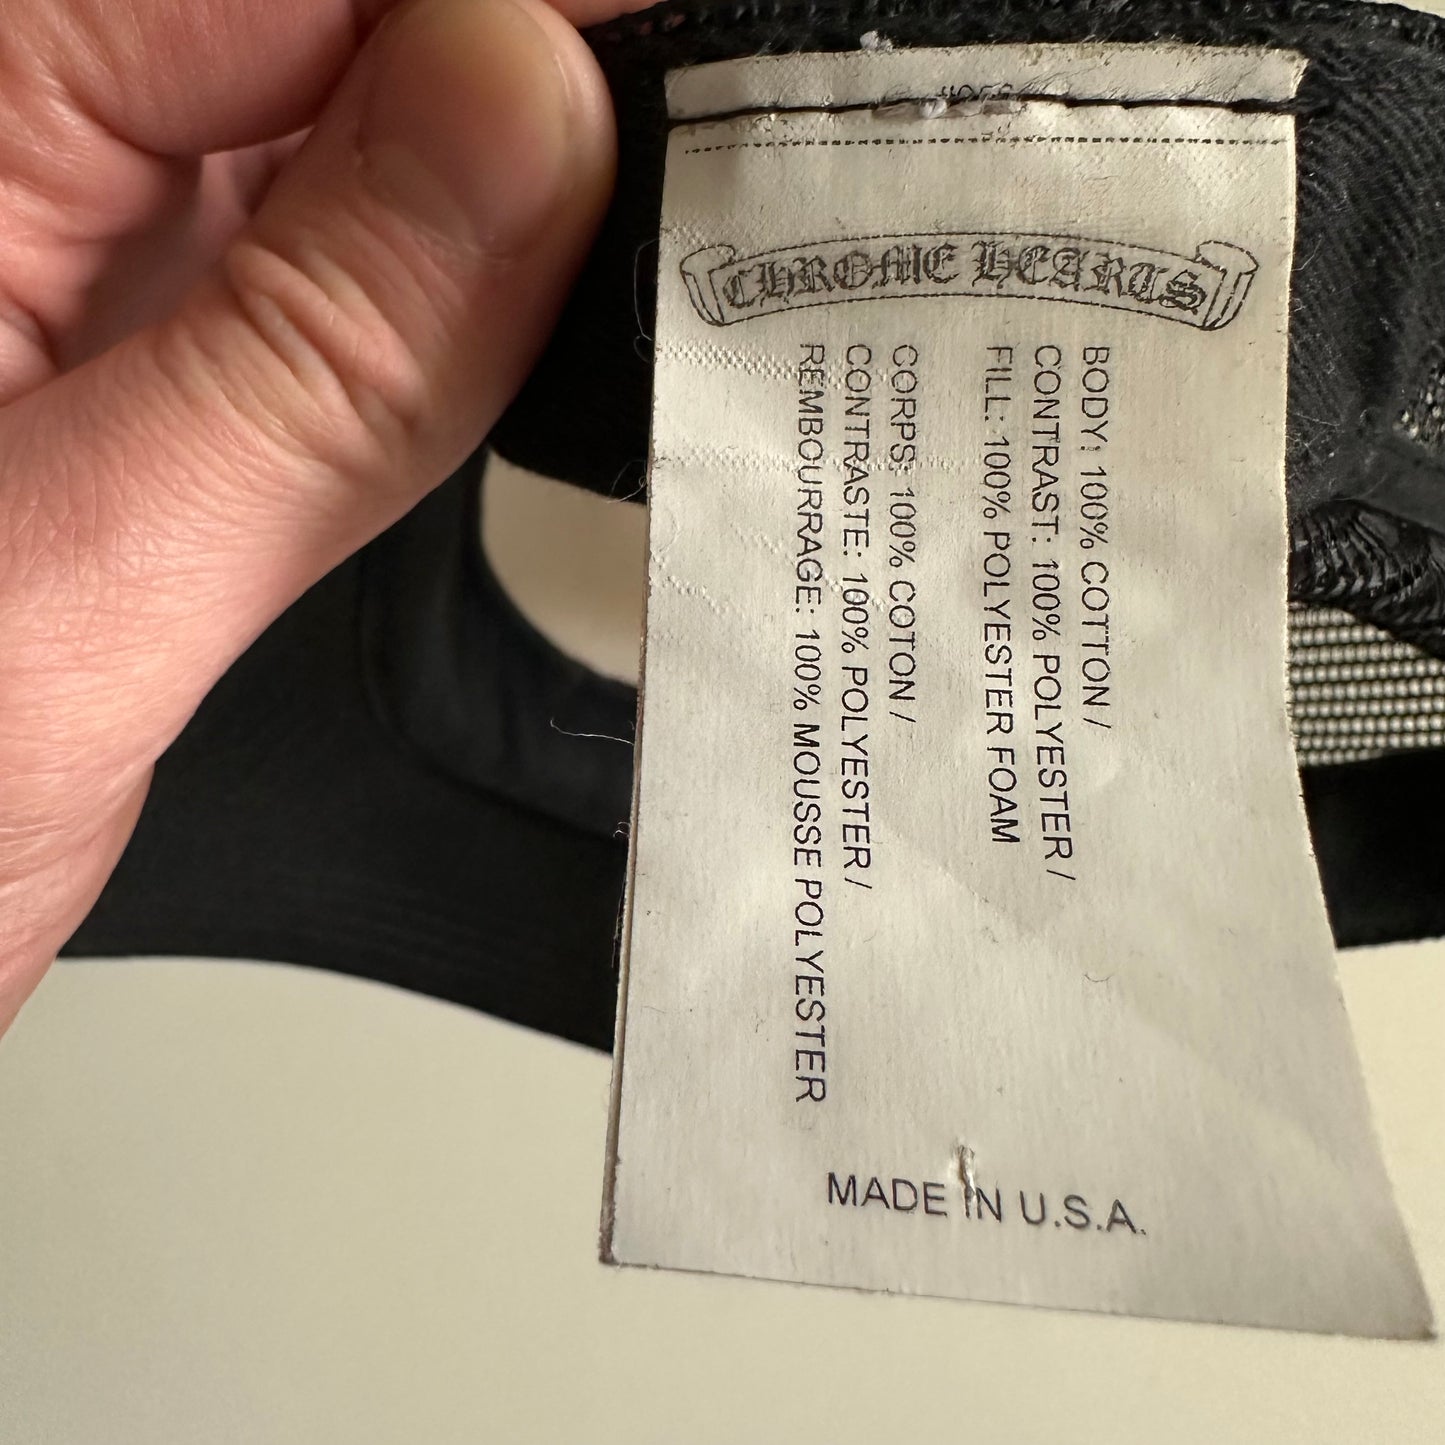 CHROME HEARTS
BODY: 100% COTTON /
CONTRAST: 100% POLYESTER /
FILL: 100% POLYESTER FOAM
CORPS: 100% COTON /
CONTRASTE: 100% POLYESTER /
REMBOURRAGE: 100% MOUSSE POLYESTER
MADE IN U.S.A.